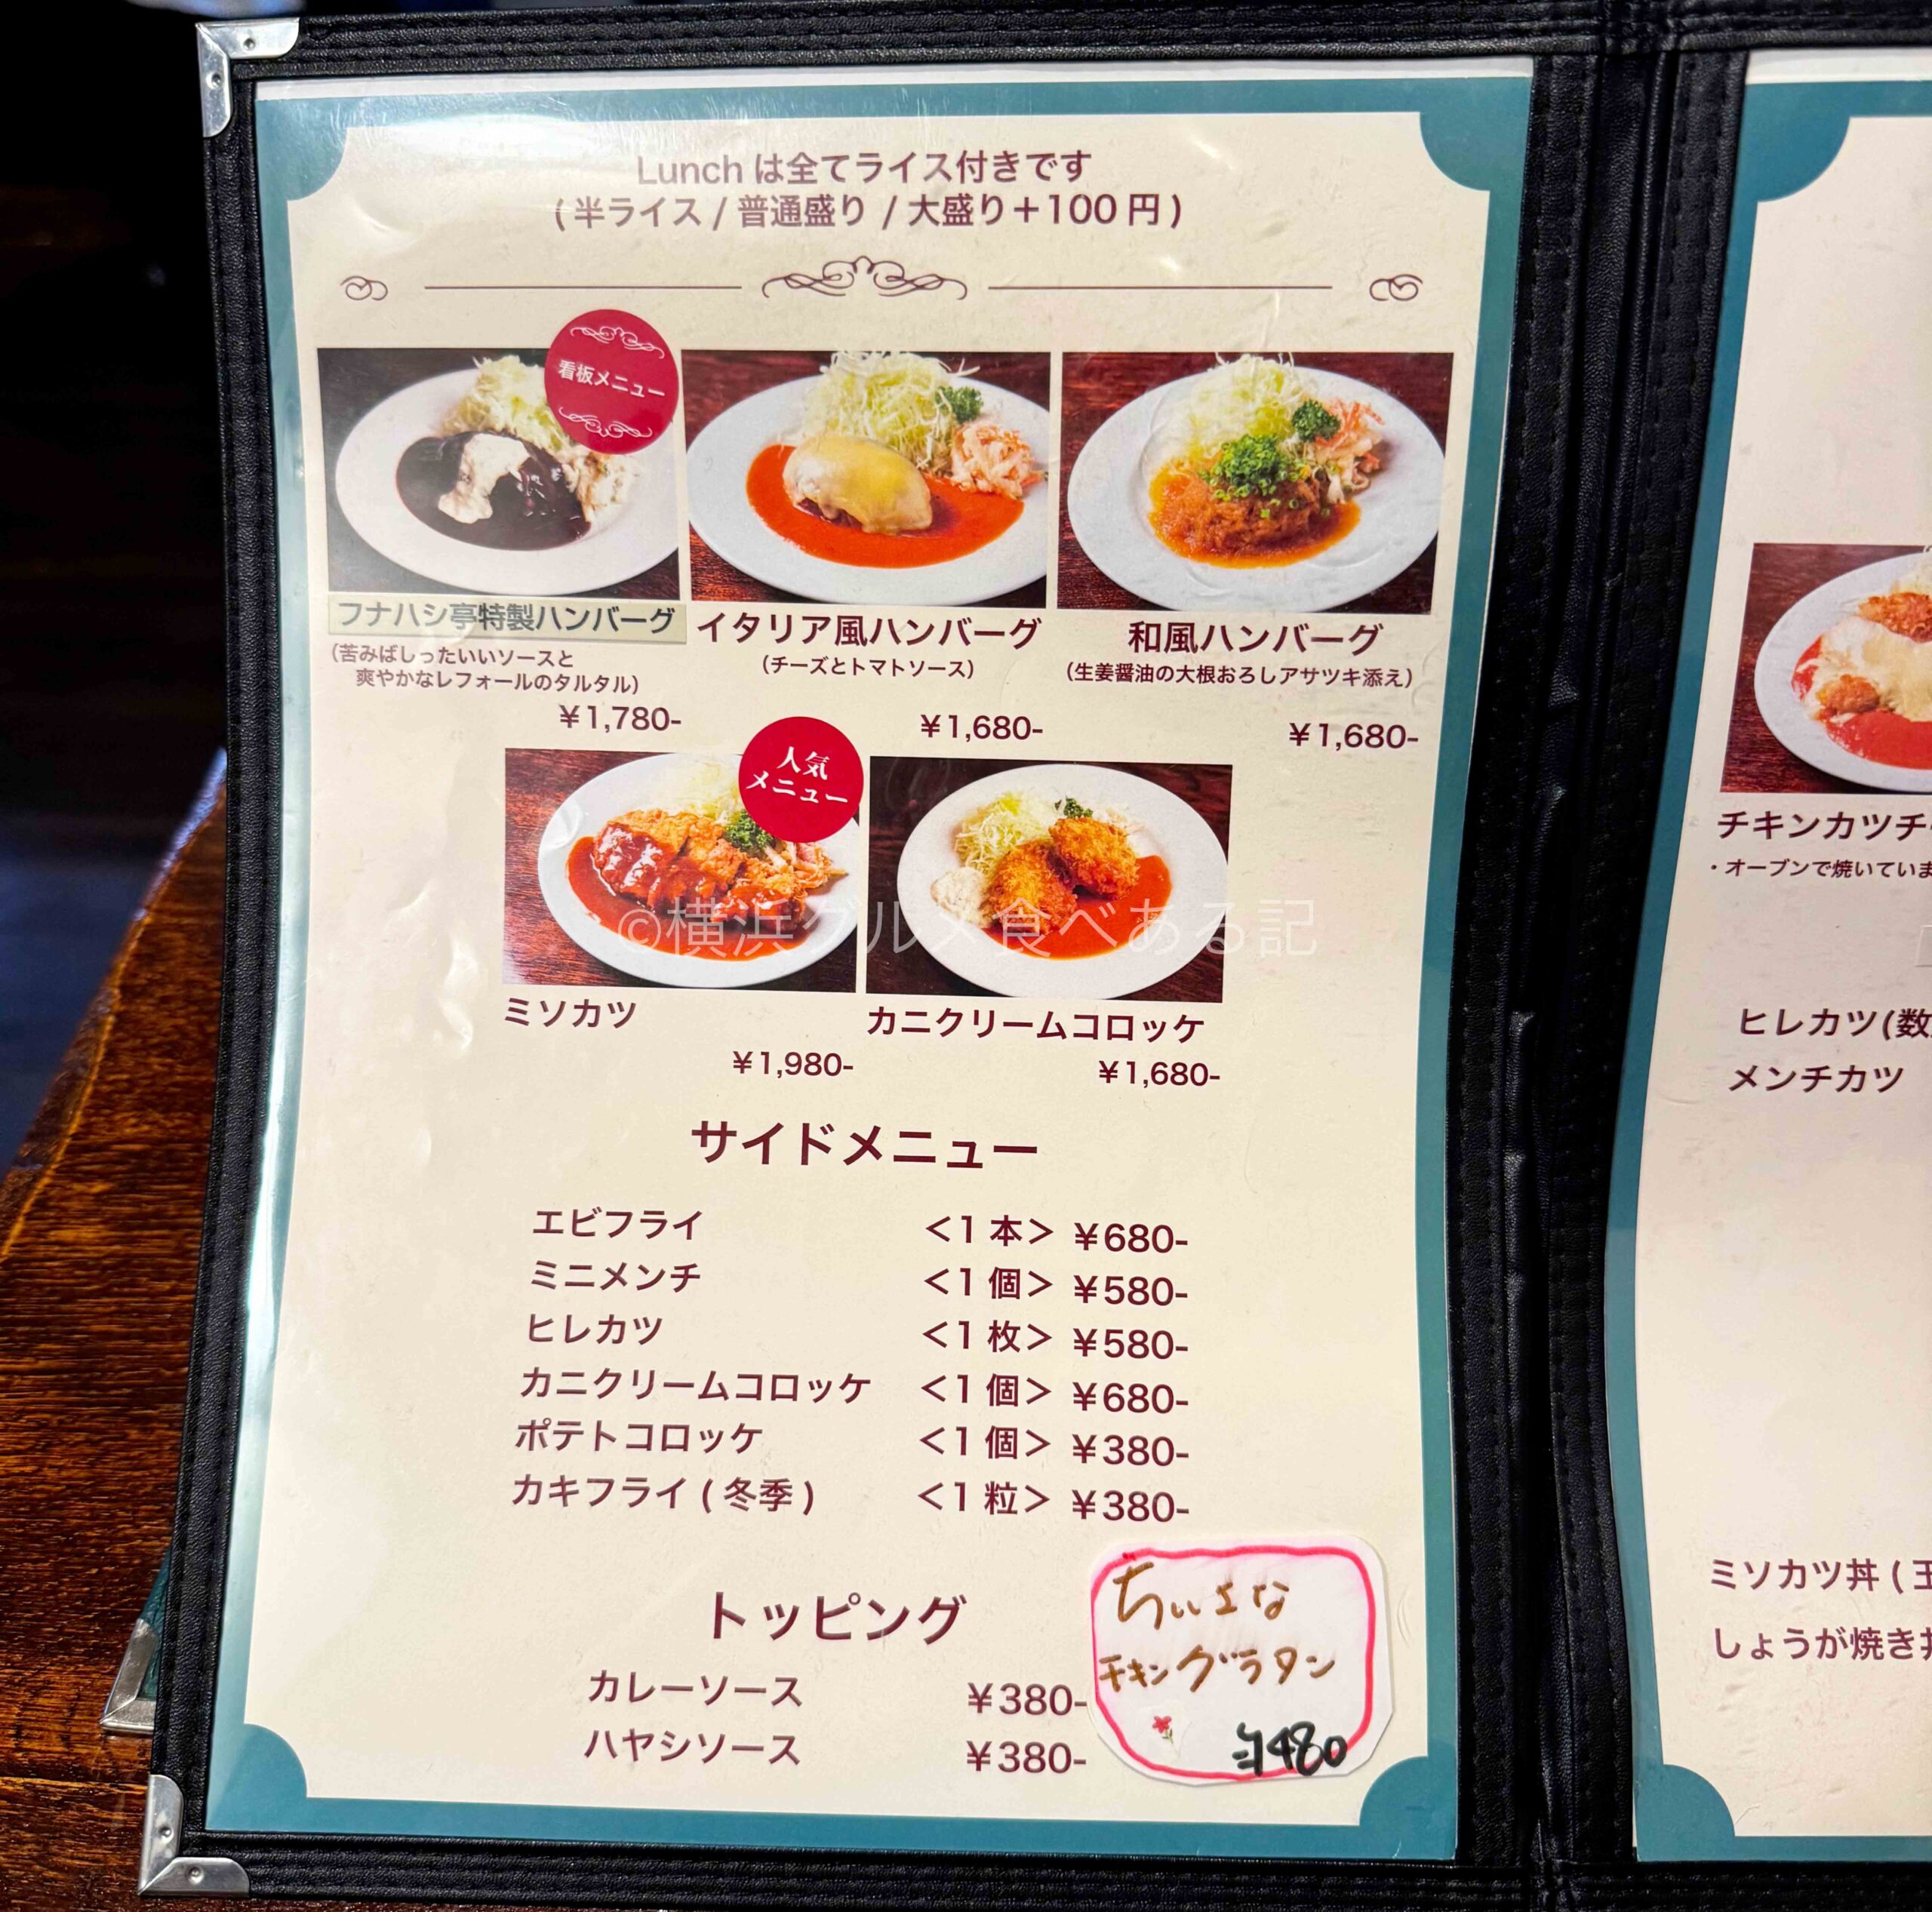 Lunch は全てライス付きです
( 半ライス / 普通盛り / 大盛り＋100 円 )
看板メニュー
フナハシ亭特製ハンバーグ
（苦みばしったいいソースと
爽やかなレフォールのタルタル）
￥1,780-
イタリア風ハンバーグ
（チーズとトマトソース）
￥1,680-
和風ハンバーグ
（生姜醤油の大根おろしアサツキ添え）
￥1,680-
人気
メニュー
ミソカツ
￥1,980-
カニクリームコロッケ
￥1,680-
©横浜グルメ食べある記
サイドメニュー
エビフライ ＜1 本＞ ￥680-
ミニメンチ ＜1 個＞ ￥580-
ヒレカツ ＜1 枚＞ ￥580-
カニクリームコロッケ ＜1 個＞ ￥680-
ポテトコロッケ ＜1 個＞ ￥380-
カキフライ ( 冬季 ) ＜1 粒＞ ￥380-
トッピング
カレーソース ￥380-
ハヤシソース ￥380-
ちいさな
チキングラタン
¥480
チキンカツチ
・オーブンで焼いていま
ヒレカツ(数
メンチカツ
ミソカツ丼 ( 王
しょうが焼き